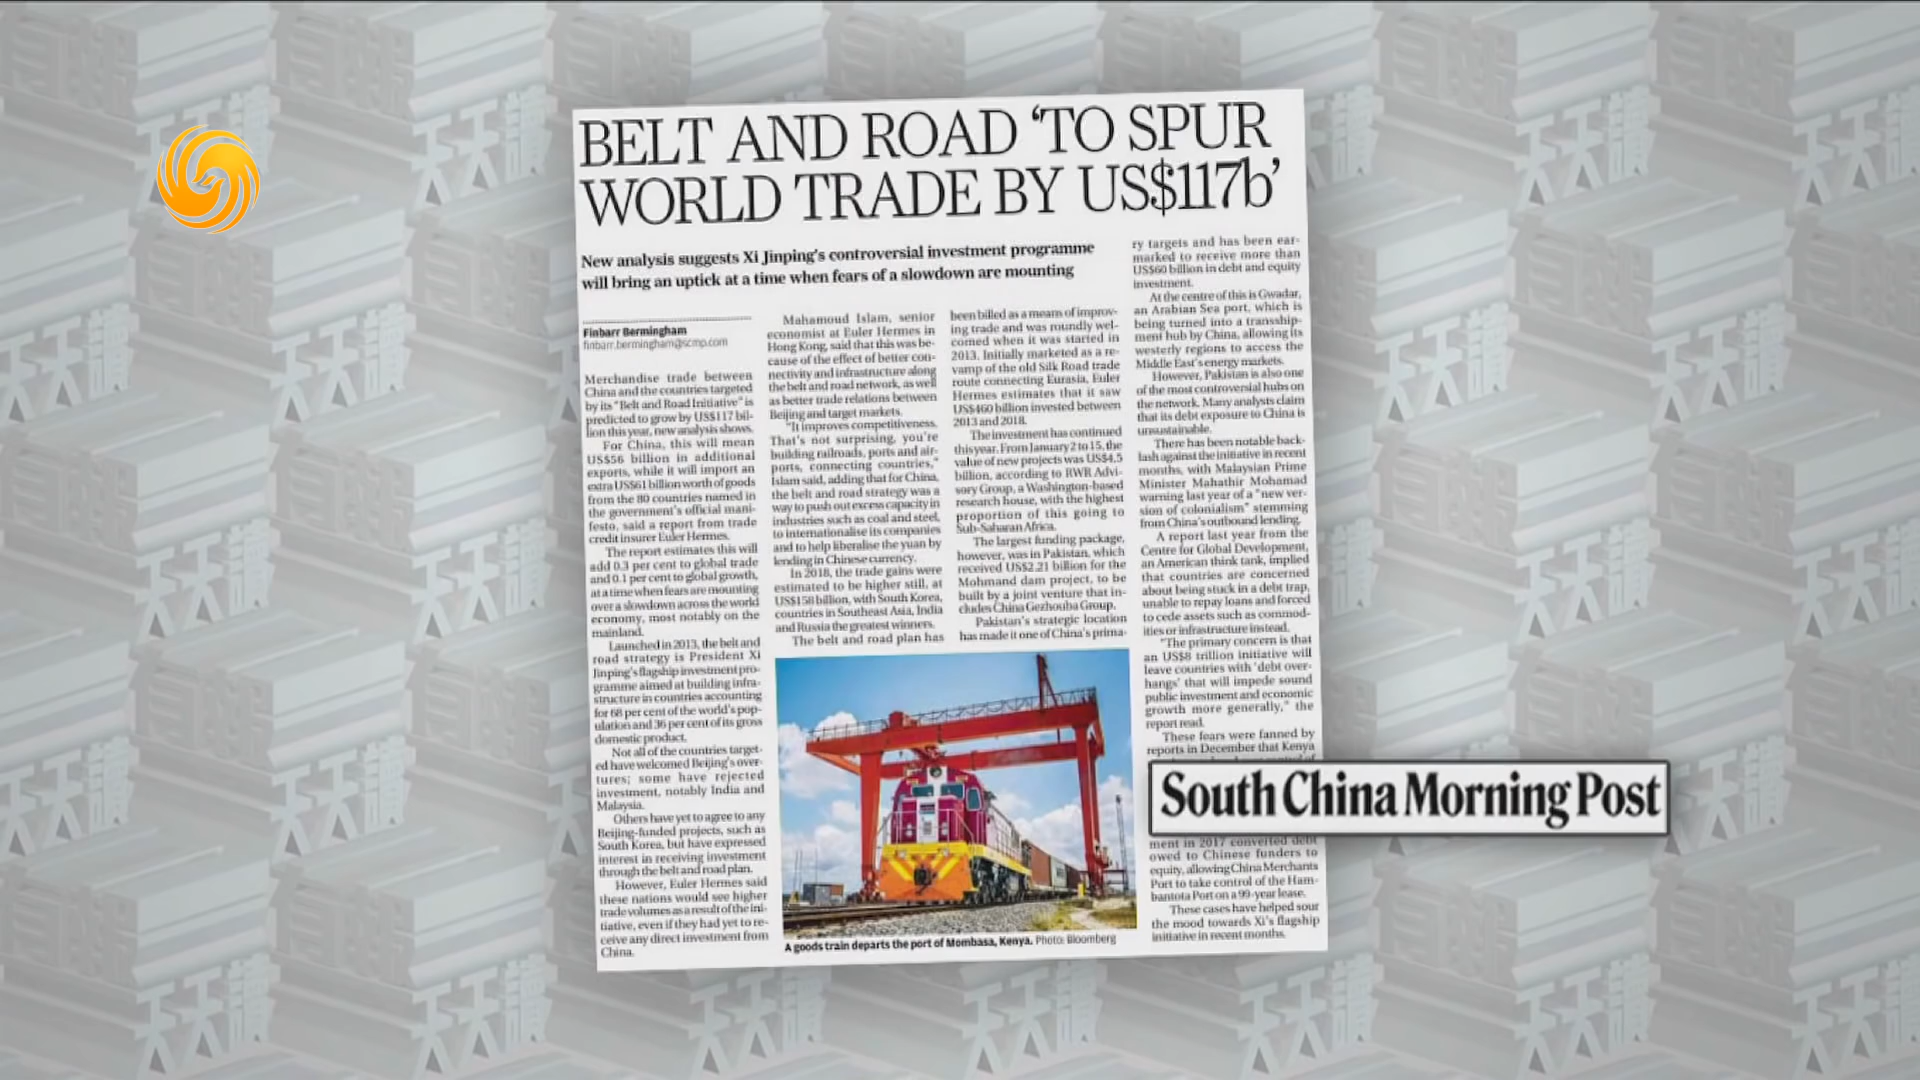 BELT AND ROAD ‘TO SPUR
WORLD TRADE BY US$117b’
New analysis suggests Xi Jinping's controversial investment programme
will bring an uptick at a time when fears of a slowdown are mounting
Finbarr Bermingham
finbarr.bermingham@scmp.com
Merchandise trade between
China and the countries targeted
by its "Belt and Road Initiative" is
predicted to grow by US$117 bil-
lion this year, new analysis shows.
For China, this will mean
US$56 billion in additional
exports, while it will import an
extra US$61 billion worth of goods
from the 80 countries named in
the government's official mani-
festo, said a report from trade
credit insurer Euler Hermes.
The report estimates this will
add 0.3 per cent to global trade
and 0.1 per cent to global growth,
at a time when fears are mounting
over a slowdown across the world
economy, most notably on the
mainland.
Launched in 2013, the belt and
road strategy is President Xi
Jinping's flagship investment pro-
gramme aimed at building infra-
structure in countries accounting
for 68 per cent of the world's pop-
ulation and 36 per cent of its gross
domestic product.
Not all of the countries target-
ed have welcomed Beijing's over-
tures; some have rejected
investment, notably India and
Malaysia.
Others have yet to agree to any
Beijing-funded projects, such as
South Korea, but have expressed
interest in receiving investment
through the belt and road plan.
However, Euler Hermes said
these nations would see higher
trade volumes as a result of the ini-
tiative, even if they had yet to re-
ceive any direct investment from
China.
Mahamoud Islam, senior
economist at Euler Hermes in
Hong Kong, said that this was be-
cause of the effect of better con-
nectivity and infrastructure along
the belt and road network, as well
as better trade relations between
Beijing and target markets.
"It improves competitiveness.
That's not surprising, you're
building railroads, ports and air-
ports, connecting countries,"
Islam said, adding that for China,
the belt and road strategy was a
way to push out excess capacity in
industries such as coal and steel,
to internationalise its companies
and to help liberalise the yuan by
lending in Chinese currency.
In 2018, the trade gains were
estimated to be higher still, at
US$158 billion, with South Korea,
countries in Southeast Asia, India
and Russia the greatest winners.
The belt and road plan has
been billed as a means of improv-
ing trade and was roundly wel-
comed when it was started in
2013. Initially marketed as a re-
vamp of the old Silk Road trade
route connecting Eurasia, Euler
Hermes estimates that it saw
US$460 billion invested between
2013 and 2018.
The investment has continued
this year. From January 2 to 15, the
value of new projects was US$4.5
billion, according to RWR Advi-
sory Group, a Washington-based
research house, with the highest
proportion of this going to
Sub-Saharan Africa.
The largest funding package,
however, was in Pakistan, which
received US$2.21 billion for the
Mohmand dam project, to be
built by a joint venture that in-
cludes China Gezhouba Group.
Pakistan's strategic location
has made it one of China's prima-
ry targets and has been ear-
marked to receive more than
US$60 billion in debt and equity
investment.
At the centre of this is Gwadar,
an Arabian Sea port, which is
being turned into a transship-
ment hub by China, allowing its
westerly regions to access the
Middle East's energy markets.
However, Pakistan is also one
of the most controversial hubs on
the network. Many analysts claim
that its debt exposure to China is
unsustainable.
There has been notable back-
lash against the initiative in recent
months, with Malaysian Prime
Minister Mahathir Mohamad
warning last year of a "new ver-
sion of colonialism" stemming
from China's outbound lending.
A report last year from the
Centre for Global Development,
an American think tank, implied
that countries are concerned
about being stuck in a debt trap,
unable to repay loans and forced
to cede assets such as commod-
ities or infrastructure instead.
"The primary concern is that
an US$8 trillion initiative will
leave countries with 'debt over-
hangs' that will impede sound
public investment and economic
growth more generally," the
report read.
These fears were fanned by
reports in December that Kenya
South China Morning Post
ment in 2017 converted debt
owed to Chinese funders to
equity, allowing China Merchants
Port to take control of the Ham-
bantota Port on a 99-year lease.
These cases have helped sour
the mood towards Xi's flagship
initiative in recent months.
A goods train departs the port of Mombasa, Kenya. Photo: Bloomberg